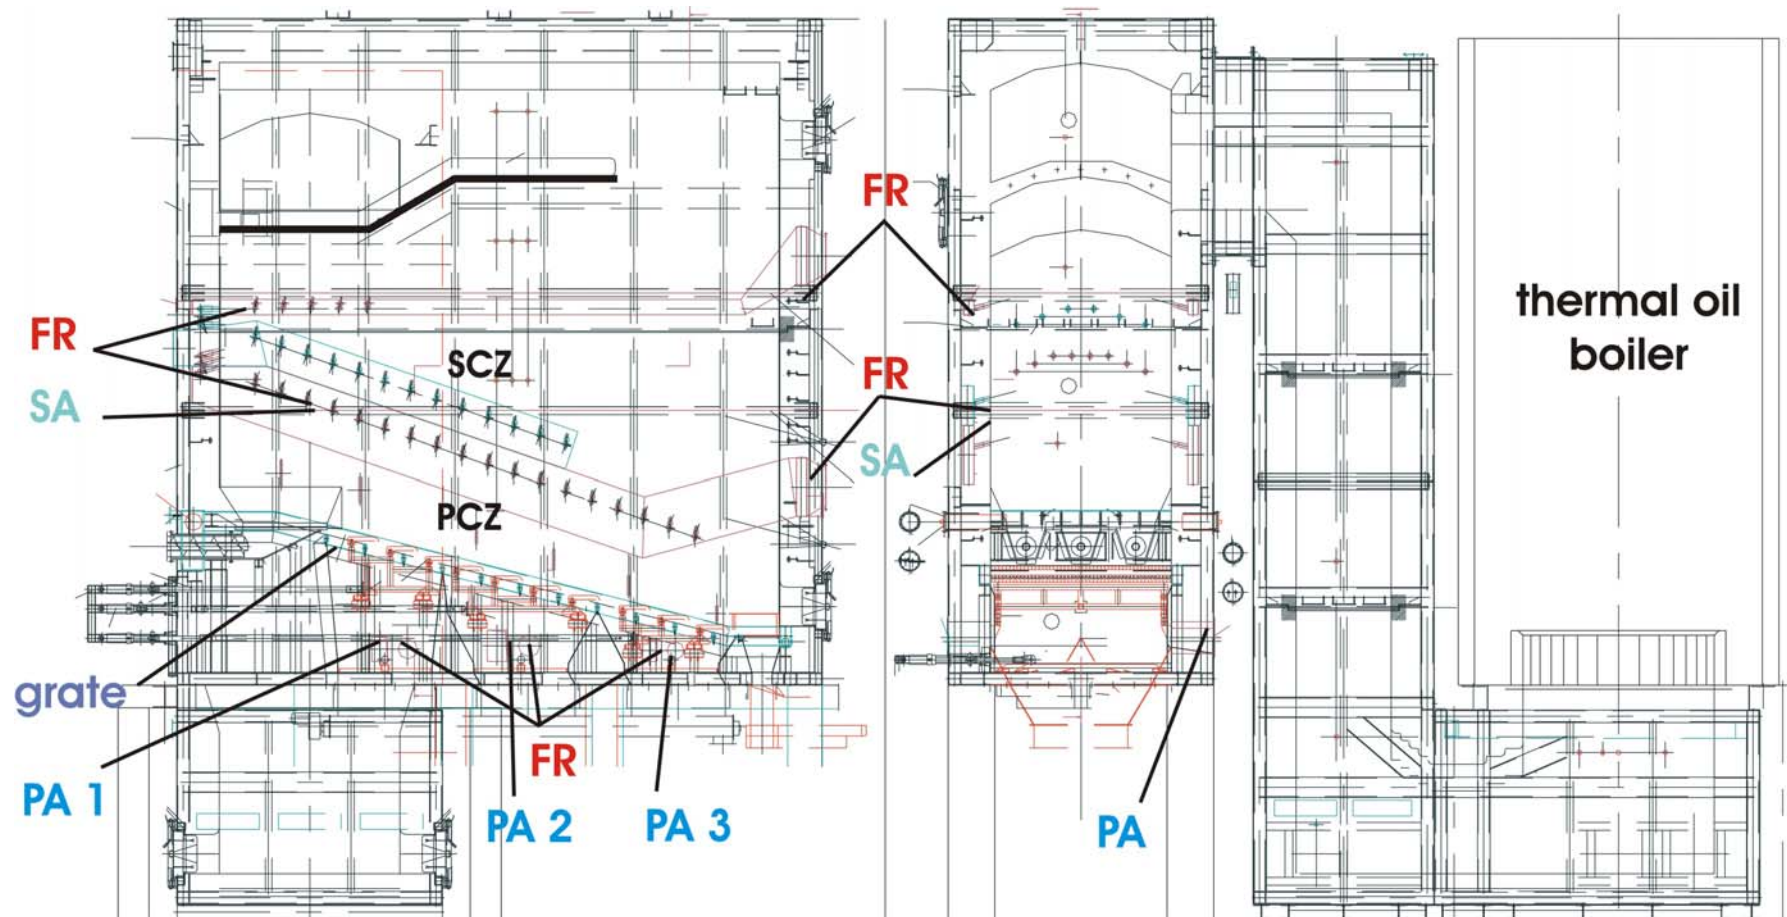 FR
FR
SCZ
SA
FR
SA
PCZ
thermal oil
boiler
grate
PA 1
FR
PA 2
PA 3
PA